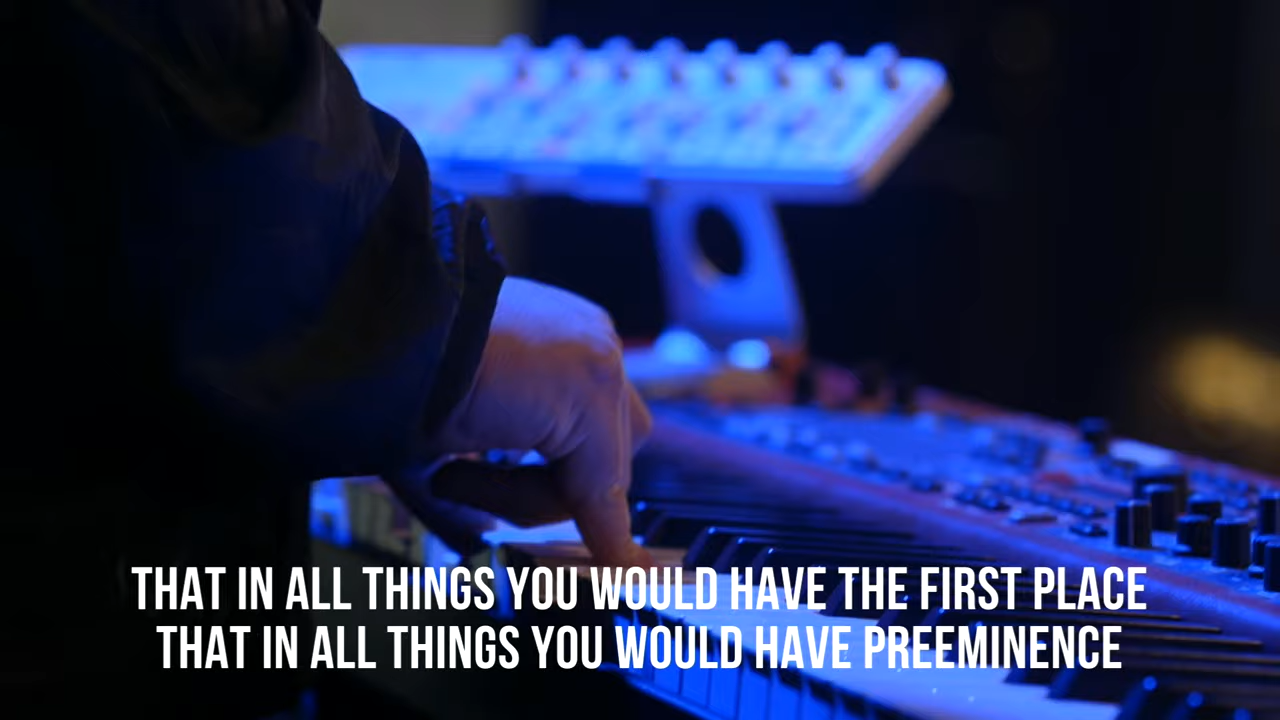 THAT IN ALL THINGS YOU WOULD HAVE THE FIRST PLACE
THAT IN ALL THINGS YOU WOULD HAVE PREEMINENCE